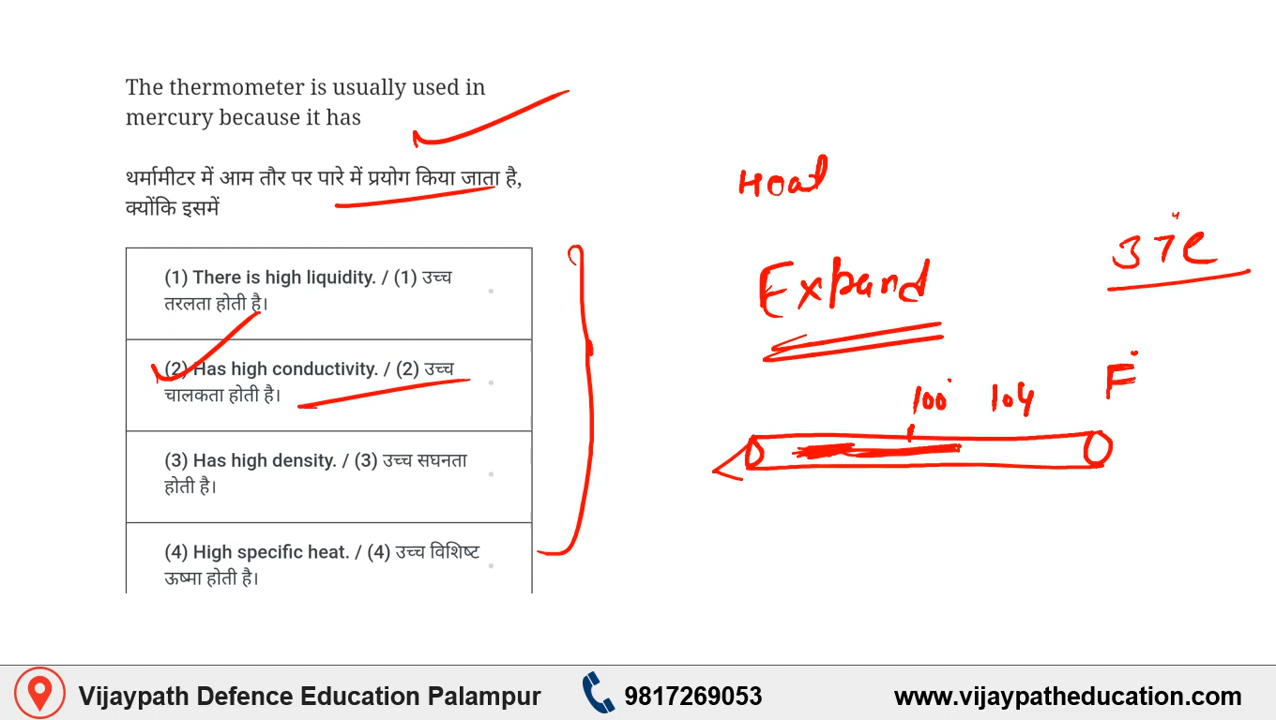 The thermometer is usually used in
mercury because it has
थर्मामीटर में आम तौर पर पारे में प्रयोग किया जाता है,
क्योंकि इसमें
(1) There is high liquidity. / (1) उच्च
तरलता होती है।
(2) Has high conductivity. / (2) उच्च
चालकता होती है।
(3) Has high density. / (3) उच्च सघनता
होती है।
(4) High specific heat. / (4) उच्च विशिष्ट
ऊष्मा होती है।
Heat
Expand
37°C
F°
100° 104
Vijaypath Defence Education Palampur
9817269053
www.vijaypatheducation.com